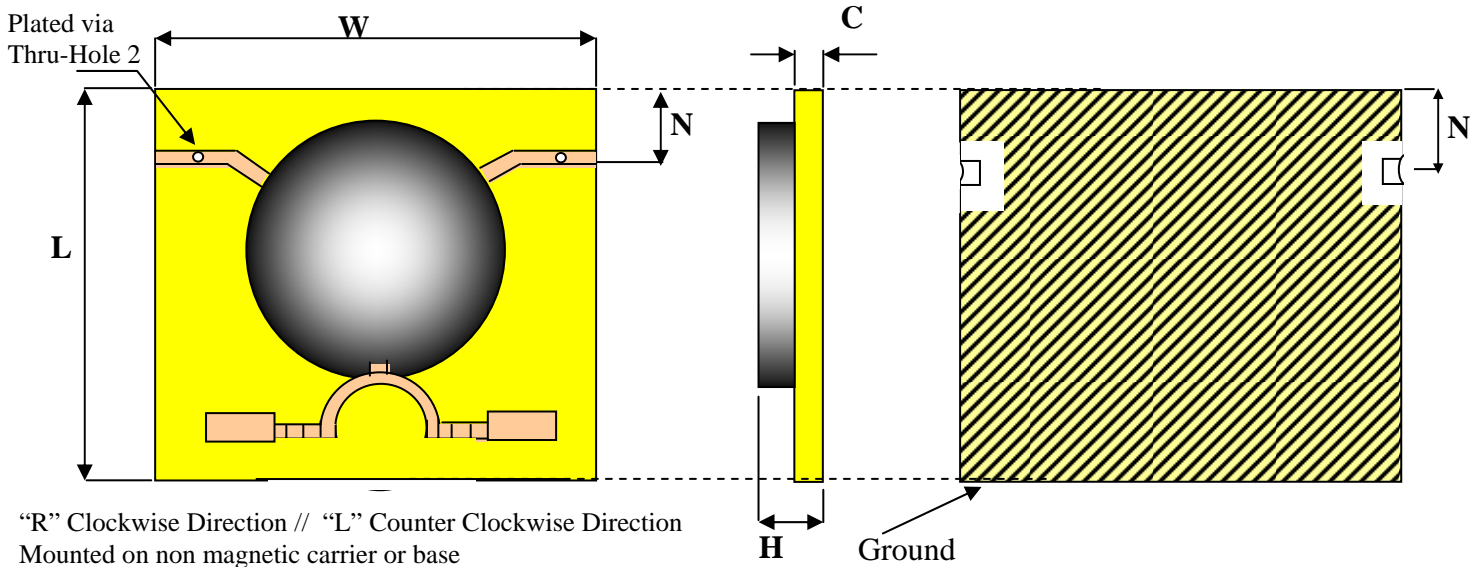 Plated via
Thru-Hole 2
W
C
N
N
L
H
Ground
“R” Clockwise Direction // “L” Counter Clockwise Direction
Mounted on non magnetic carrier or base